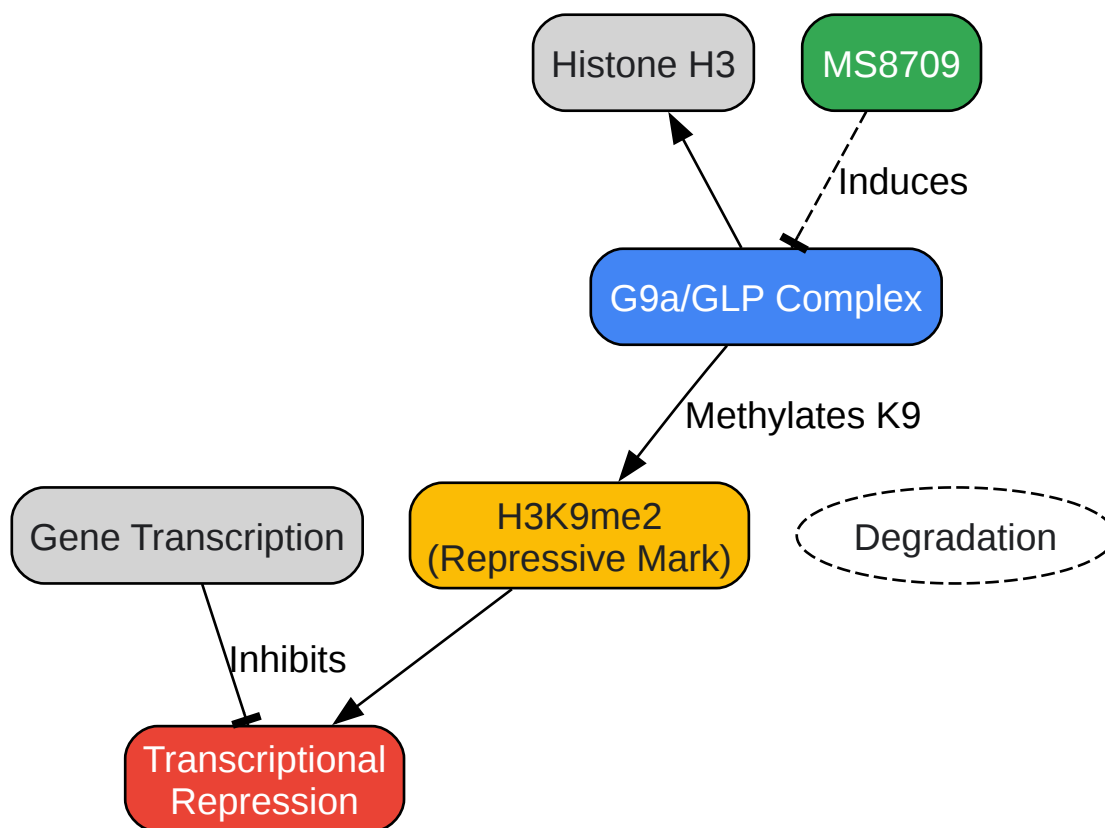 Histone H3
MS8709
Induces
G9a/GLP Complex
Methylates K9
Gene Transcription
H3K9me2
(Repressive Mark)
Degradation
Inhibits
Transcriptional
Repression